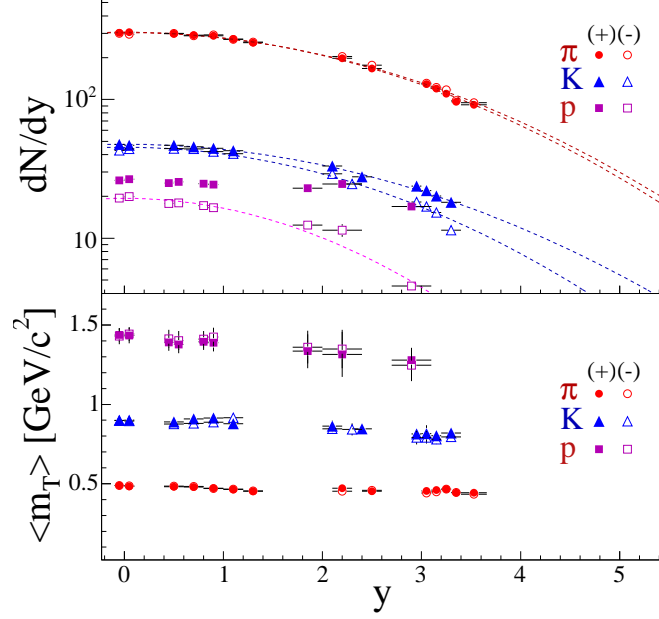 (+)(-)
π
K
p
dN/dy
10²
10
(+)(-)
π
K
p
<m_T> [GeV/c²]
1.5
1
0.5
0 1 2 3 4 5
y